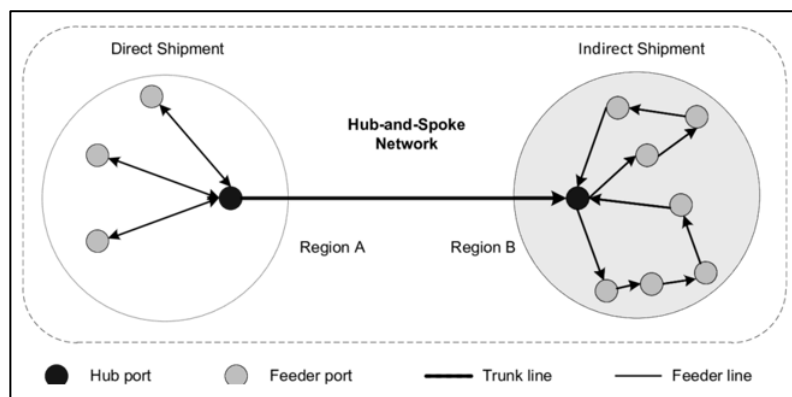 Direct Shipment
Indirect Shipment
Hub-and-Spoke
Network
Region A
Region B
Hub port
Feeder port
Trunk line
Feeder line